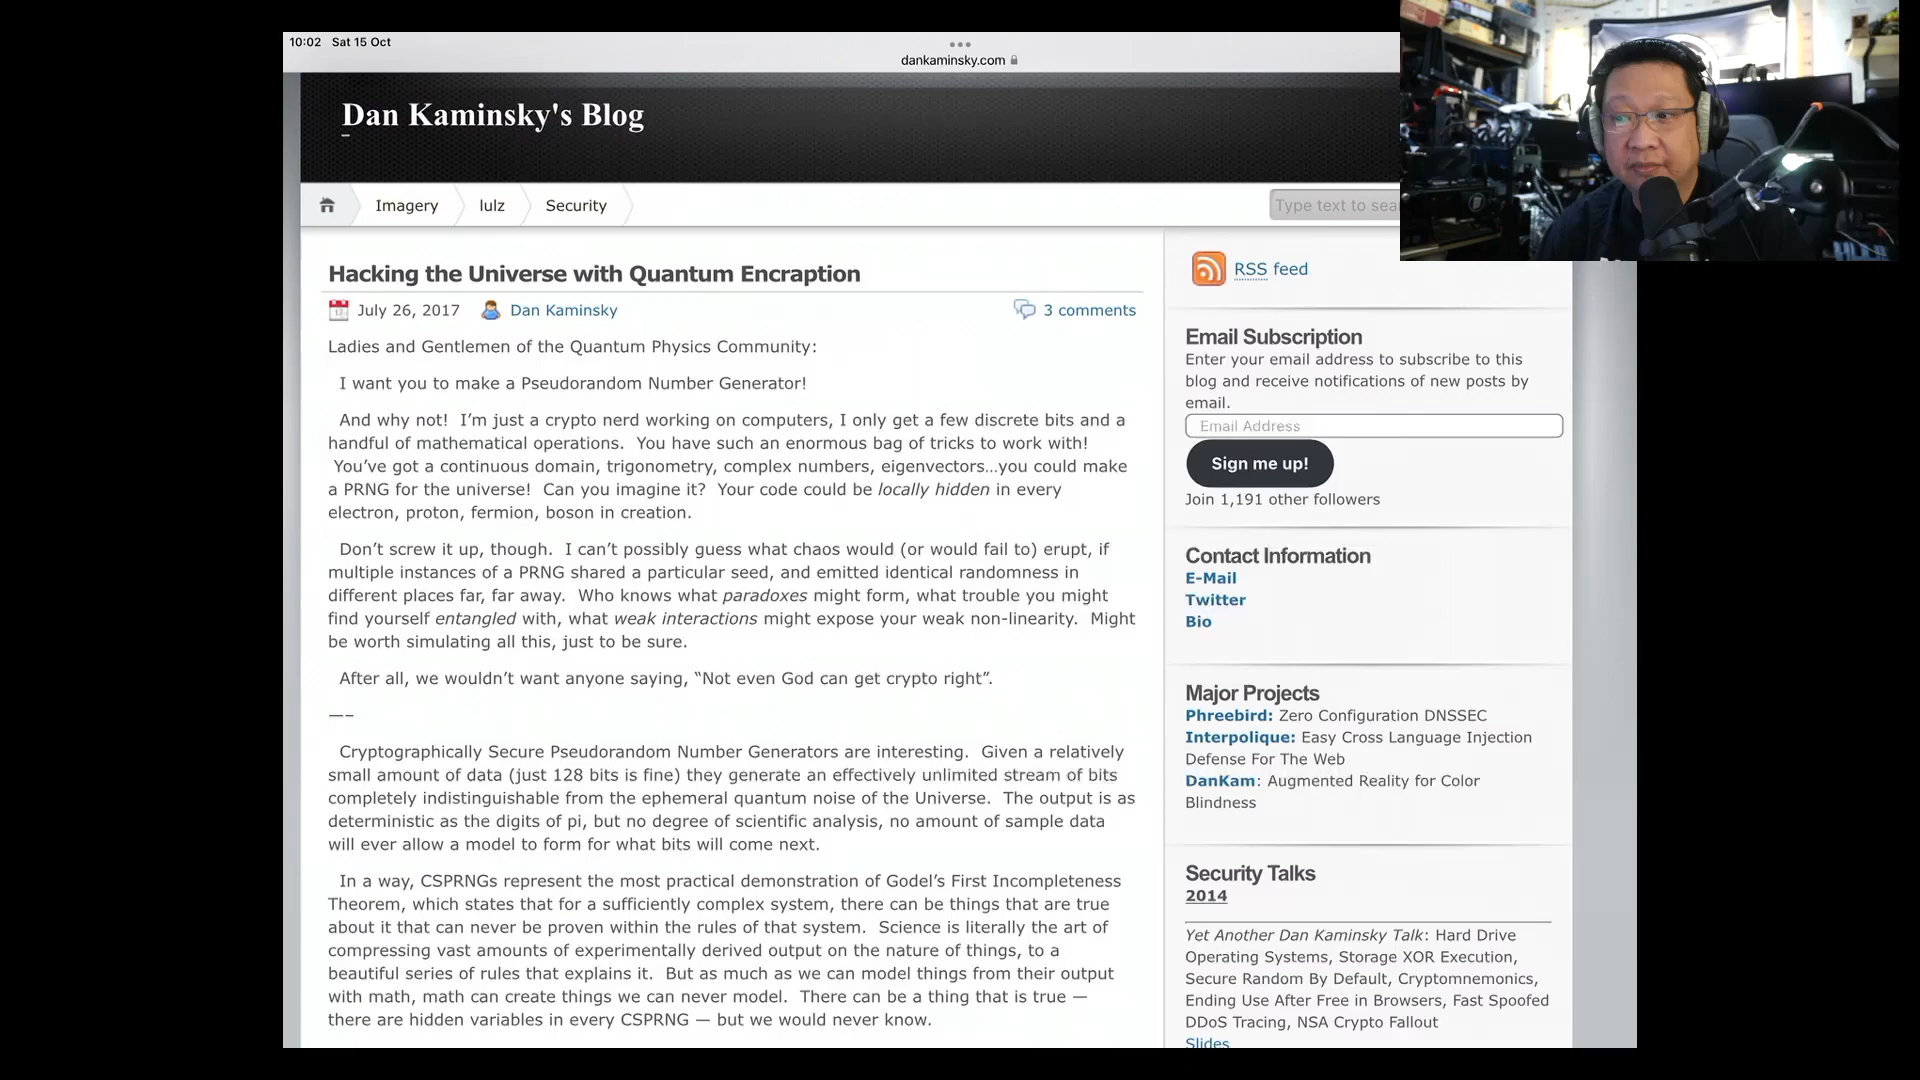 10:02 Sat 15 Oct
dankaminsky.com
Dan Kaminsky's Blog
Imagery
lulz
Security
Type text to sea
Hacking the Universe with Quantum Encraption
July 26, 2017 Dan Kaminsky 3 comments
Ladies and Gentlemen of the Quantum Physics Community:
I want you to make a Pseudorandom Number Generator!
And why not! I'm just a crypto nerd working on computers, I only get a few discrete bits and a
handful of mathematical operations. You have such an enormous bag of tricks to work with!
You've got a continuous domain, trigonometry, complex numbers, eigenvectors…you could make
a PRNG for the universe! Can you imagine it? Your code could be locally hidden in every
electron, proton, fermion, boson in creation.
Don't screw it up, though. I can't possibly guess what chaos would (or would fail to) erupt, if
multiple instances of a PRNG shared a particular seed, and emitted identical randomness in
different places far, far away. Who knows what paradoxes might form, what trouble you might
find yourself entangled with, what weak interactions might expose your weak non-linearity. Might
be worth simulating all this, just to be sure.
After all, we wouldn't want anyone saying, “Not even God can get crypto right”.
—–
Cryptographically Secure Pseudorandom Number Generators are interesting. Given a relatively
small amount of data (just 128 bits is fine) they generate an effectively unlimited stream of bits
completely indistinguishable from the ephemeral quantum noise of the Universe. The output is as
deterministic as the digits of pi, but no degree of scientific analysis, no amount of sample data
will ever allow a model to form for what bits will come next.
In a way, CSPRNGs represent the most practical demonstration of Godel's First Incompleteness
Theorem, which states that for a sufficiently complex system, there can be things that are true
about it that can never be proven within the rules of that system. Science is literally the art of
compressing vast amounts of experimentally derived output on the nature of things, to a
beautiful series of rules that explains it. But as much as we can model things from their output
with math, math can create things we can never model. There can be a thing that is true —
there are hidden variables in every CSPRNG — but we would never know.
RSS feed
Email Subscription
Enter your email address to subscribe to this
blog and receive notifications of new posts by
email.
Email Address
Sign me up!
Join 1,191 other followers
Contact Information
E-Mail
Twitter
Bio
Major Projects
Phreebird: Zero Configuration DNSSEC
Interpolique: Easy Cross Language Injection
Defense For The Web
DanKam: Augmented Reality for Color
Blindness
Security Talks
2014
Yet Another Dan Kaminsky Talk: Hard Drive
Operating Systems, Storage XOR Execution,
Secure Random By Default, Cryptomnemonics,
Ending Use After Free in Browsers, Fast Spoofed
DDoS Tracing, NSA Crypto Fallout
Slides